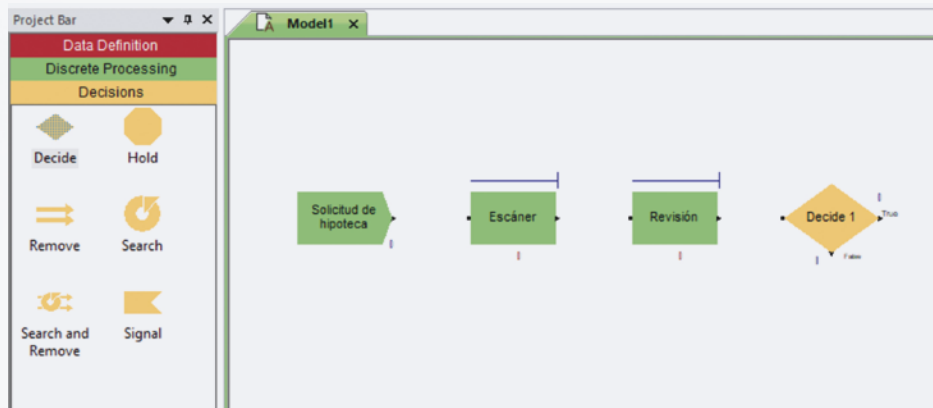 Project Bar
Model1
Data Definition
Discrete Processing
Decisions
Decide
Hold
Remove
Search
Search and
Remove
Signal
Solicitud de
hipoteca
Escáner
Revisión
Decide 1
True
False